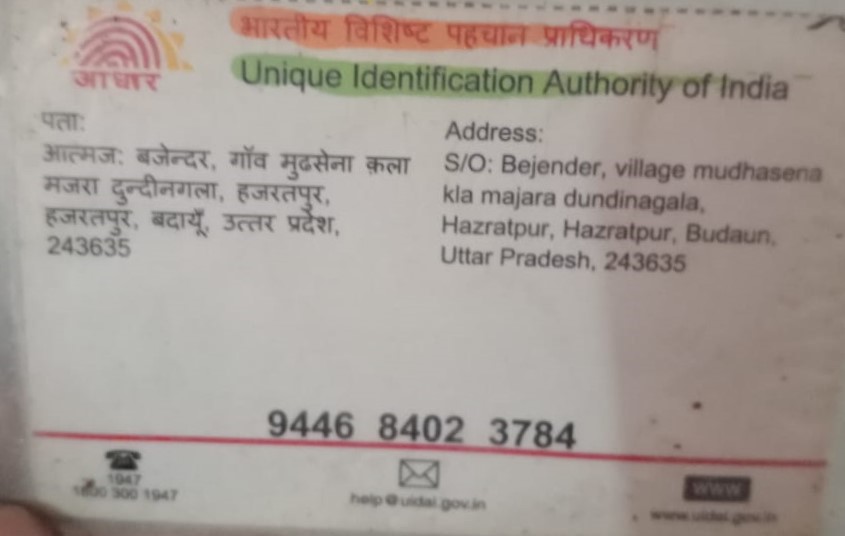 भारतीय विशिष्ट पहचान प्राधिकरण
Unique Identification Authority of India
आधार
पता:
आत्मज: बजेन्दर, गॉव मुढसेना क़ला
मजरा दुन्दीनगला, हजरतपुर,
हजरतपुर, बदायूँ, उत्तर प्रदेश,
243635
Address:
S/O: Bejender, village mudhasena
kla majara dundinagala,
Hazratpur, Hazratpur, Budaun,
Uttar Pradesh, 243635
9446 8402 3784
1947
1800 300 1947
help@uidai.gov.in
www
www.uidai.gov.in